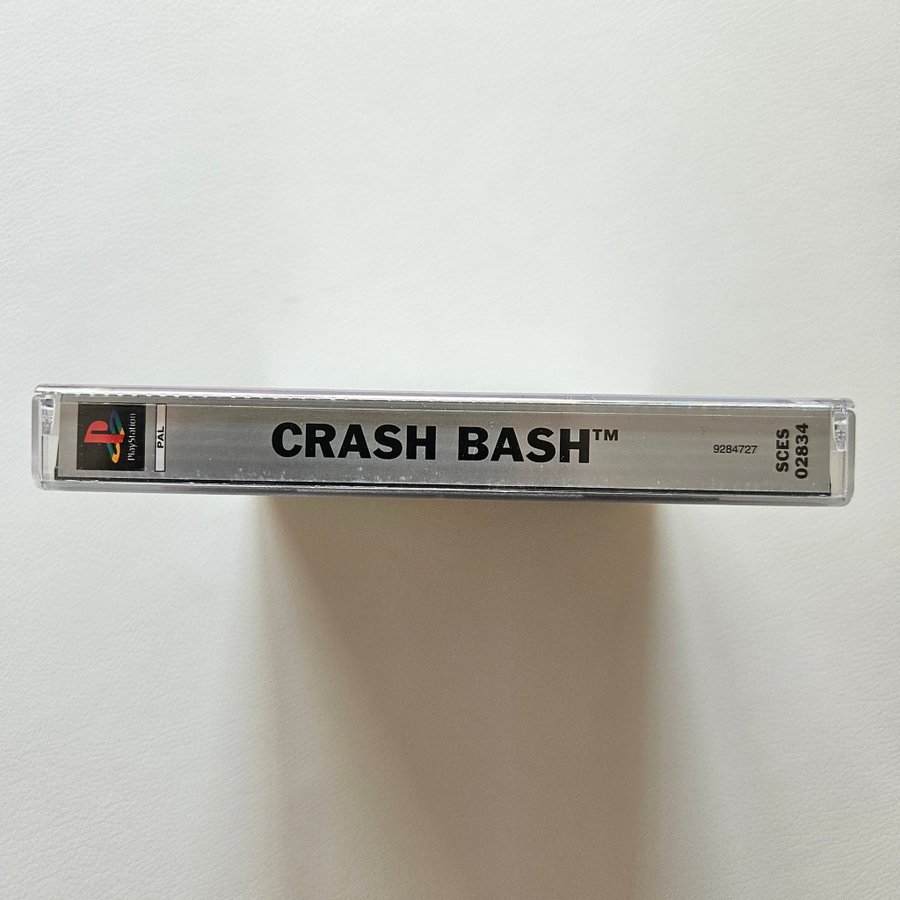 PlayStation
PAL
CRASH BASH™
9284727
SCES
02834